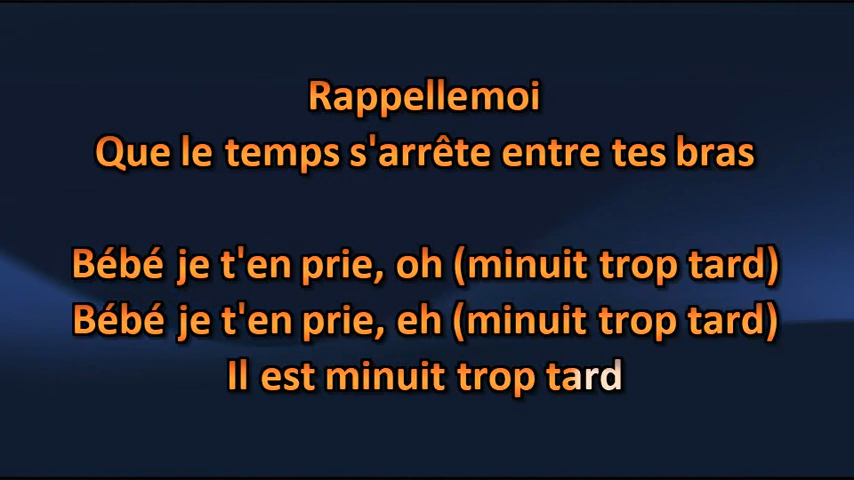 Rappellemoi
Que le temps s'arrête entre tes bras
Bébé je t'en prie, oh (minuit trop tard)
Bébé je t'en prie, eh (minuit trop tard)
Il est minuit trop tard